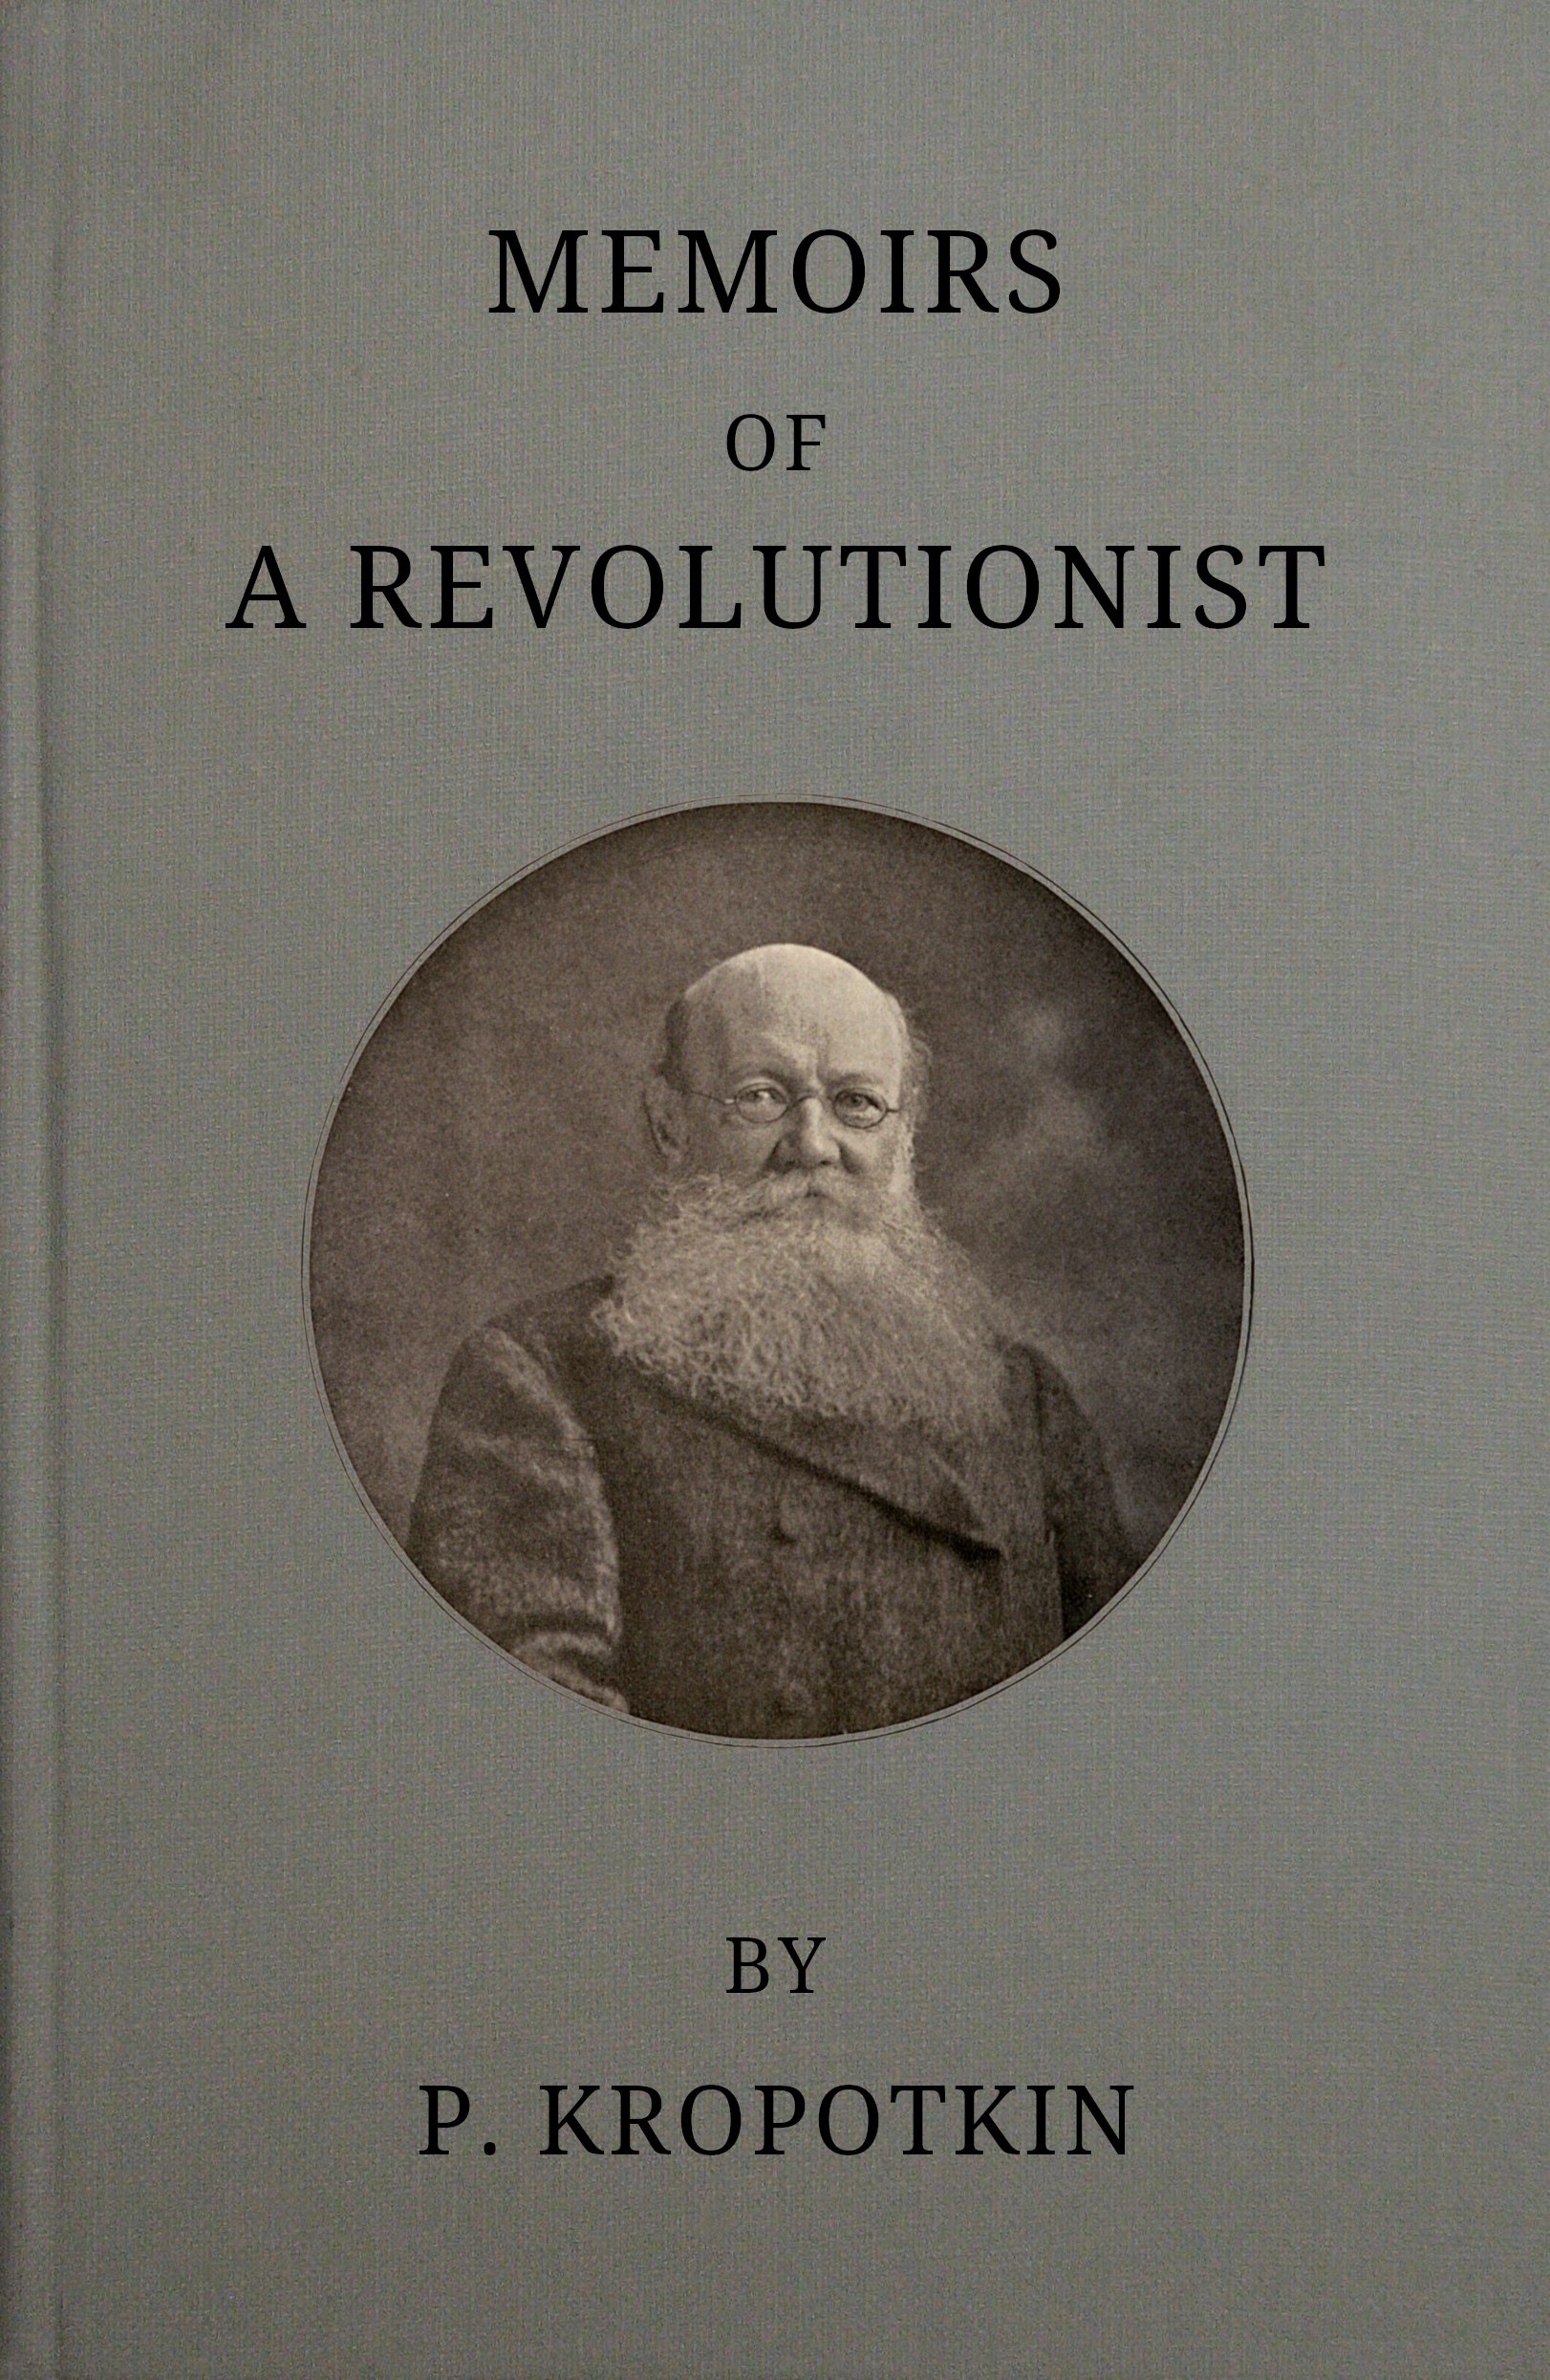 MEMOIRS
OF
A REVOLUTIONIST
BY
P. KROPOTKIN